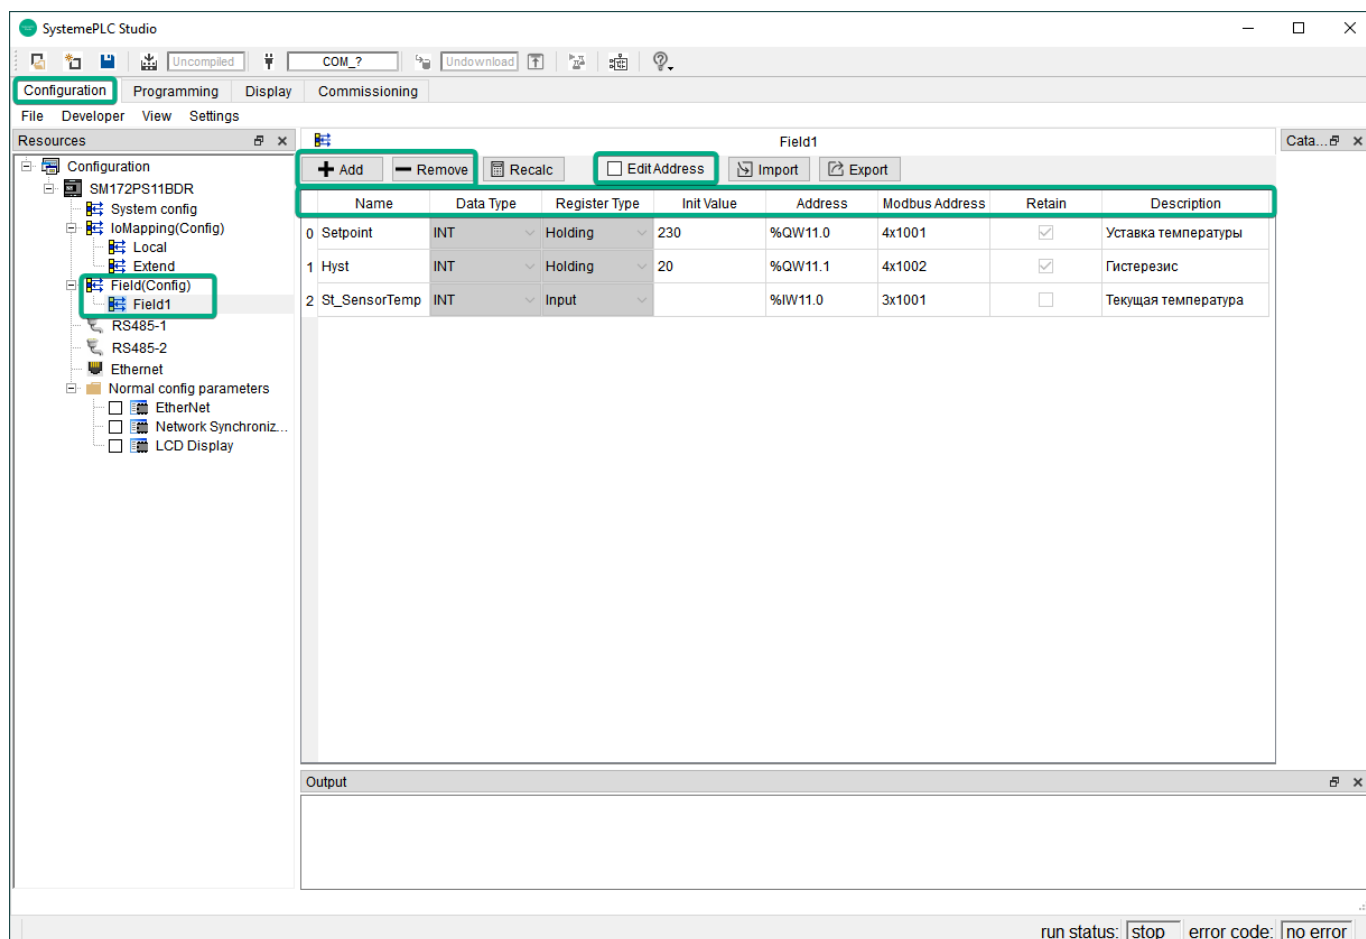 SystemePLC Studio
Uncompiled COM_? Undownload
Configuration Programming Display Commissioning
File Developer View Settings
Resources
Configuration
SM172PS11BDR
System config
IoMapping(Config)
Local
Extend
Field(Config)
Field1
RS485-1
RS485-2
Ethernet
Normal config parameters
EtherNet
Network Synchroniz...
LCD Display
Field1
Add Remove Recalc Edit Address Import Export
Name Data Type Register Type Init Value Address Modbus Address Retain Description
0 Setpoint INT Holding 230 %QW11.0 4x1001 Уставка температуры
1 Hyst INT Holding 20 %QW11.1 4x1002 Гистерезис
2 St_SensorTemp INT Input %IW11.0 3x1001 Текущая температура
Cata...
Output
run status: stop error code: no error